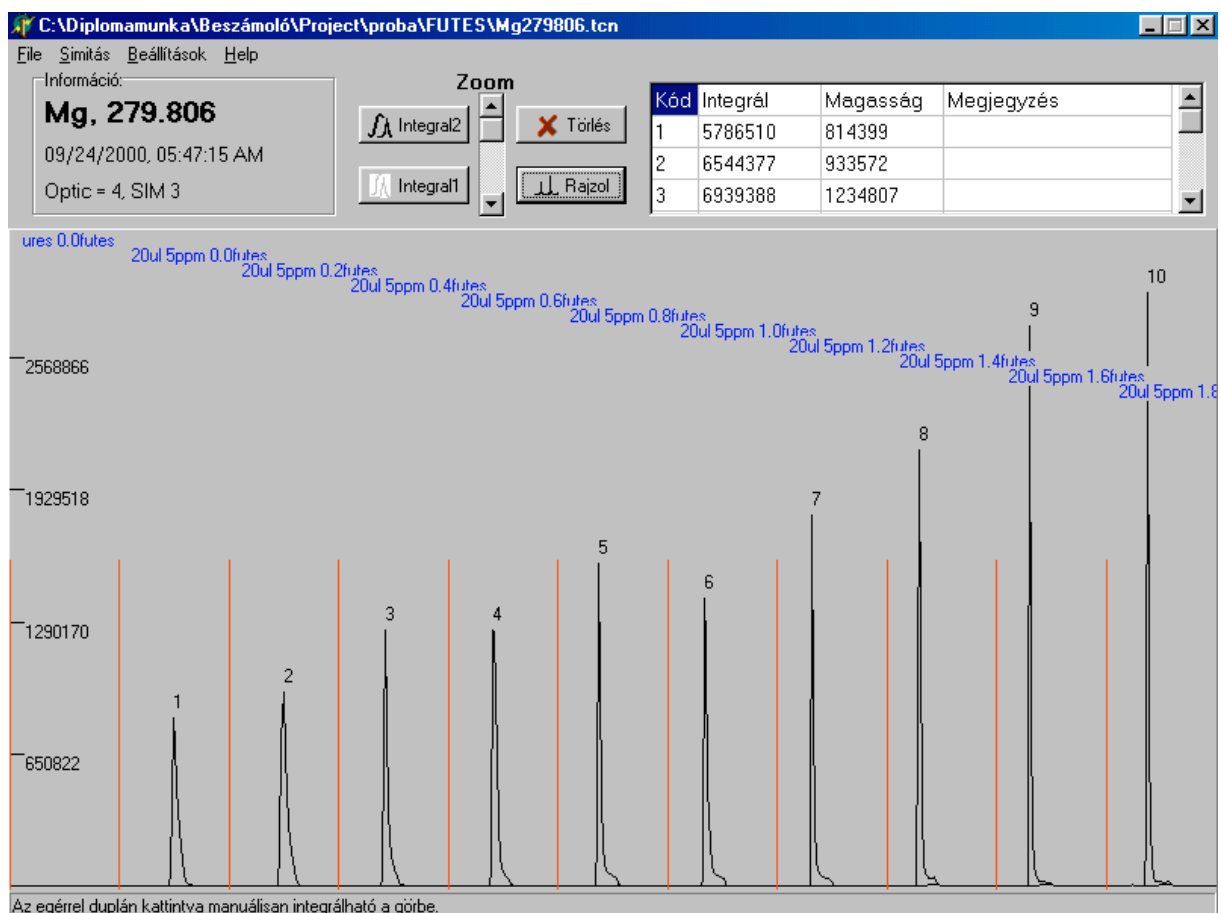 C:\Diplomamunka\Beszámoló\Project\proba\FUTES\Mg279806.tcn
File Simitás Beállítások Help
Információ:
Mg, 279.806
09/24/2000, 05:47:15 AM
Optic = 4, SIM 3
Zoom
Integral2
Törlés
Integral1
Rajzol
Kód Integrál Magasság Megjegyzés
1 5786510 814399
2 6544377 933572
3 6939388 1234807
ures 0.0futes
20ul 5ppm 0.0futes
20ul 5ppm 0.2futes
20ul 5ppm 0.4futes
20ul 5ppm 0.6futes
20ul 5ppm 0.8futes
20ul 5ppm 1.0futes
20ul 5ppm 1.2futes
20ul 5ppm 1.4futes
20ul 5ppm 1.6futes
20ul 5ppm 1.8
2568866
1929518
1290170
650822
1
2
3
4
5
6
7
8
9
10
Az egérrel duplán kattintva manuálisan integrálható a görbe.